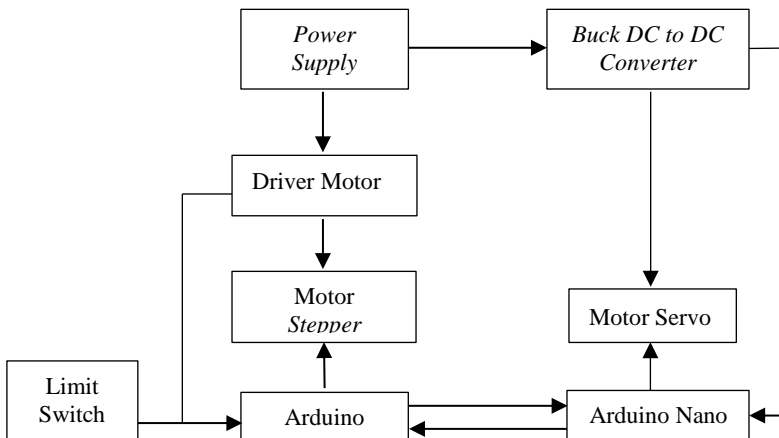 Power
Supply
Buck DC to DC
Converter
Driver Motor
Motor
Stepper
Motor Servo
Limit
Switch
Arduino
Arduino Nano